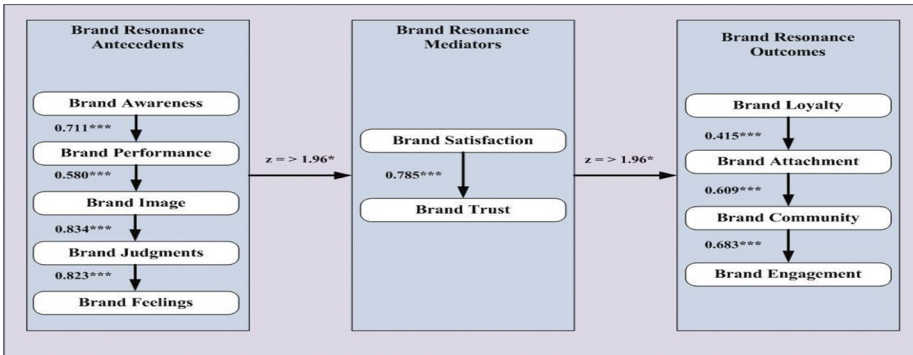 Brand Resonance
Antecedents
Brand Awareness
0.711***
Brand Performance
0.580***
Brand Image
0.834***
Brand Judgments
0.823***
Brand Feelings
z = > 1.96*
Brand Resonance
Mediators
Brand Satisfaction
0.785***
Brand Trust
z = > 1.96*
Brand Resonance
Outcomes
Brand Loyalty
0.415***
Brand Attachment
0.609***
Brand Community
0.683***
Brand Engagement